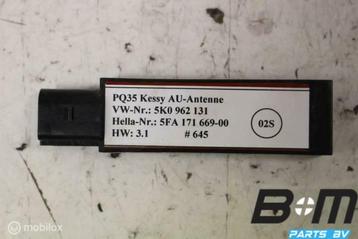 PQ35 Kessy AU-Antenne
VW-Nr.: 5K0 962 131
Hella-Nr.: 5FA 171 669-00
HW: 3.1 # 645
02S
mobilox
BM
PARTS BV